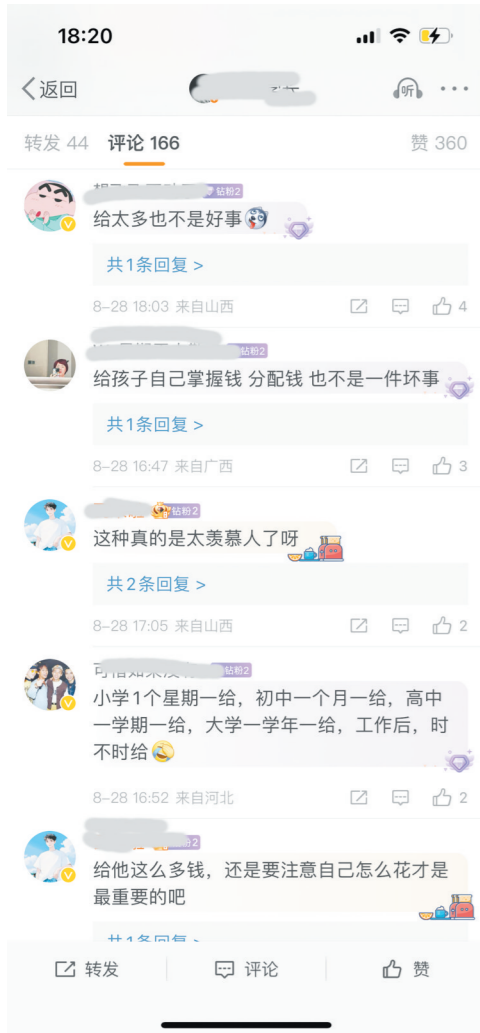 18:20
返回
听
转发 44 评论 166 赞 360
钻粉2
给太多也不是好事
共1条回复 >
8-28 18:03 来自山西 4
钻粉2
给孩子自己掌握钱 分配钱 也不是一件坏事
共1条回复 >
8-28 16:47 来自广西 3
钻粉2
这种真的是太羡慕人了呀
共2条回复 >
8-28 17:05 来自山西 2
钻粉2
小学1个星期一给，初中一个月一给，高中
一学期一给，大学一学年一给，工作后，时
不时给
8-28 16:52 来自河北 2
2
给他这么多钱，还是要注意自己怎么花才是
最重要的吧
共1条回复 >
转发 评论 赞